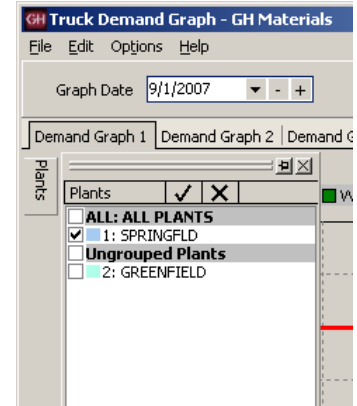 GH Truck Demand Graph - GH Materials
File Edit Options Help
Graph Date 9/1/2007 - +
Demand Graph 1 Demand Graph 2 Demand
Plants
Plants
ALL: ALL PLANTS
1: SPRINGFLD
Ungrouped Plants
2: GREENFIELD